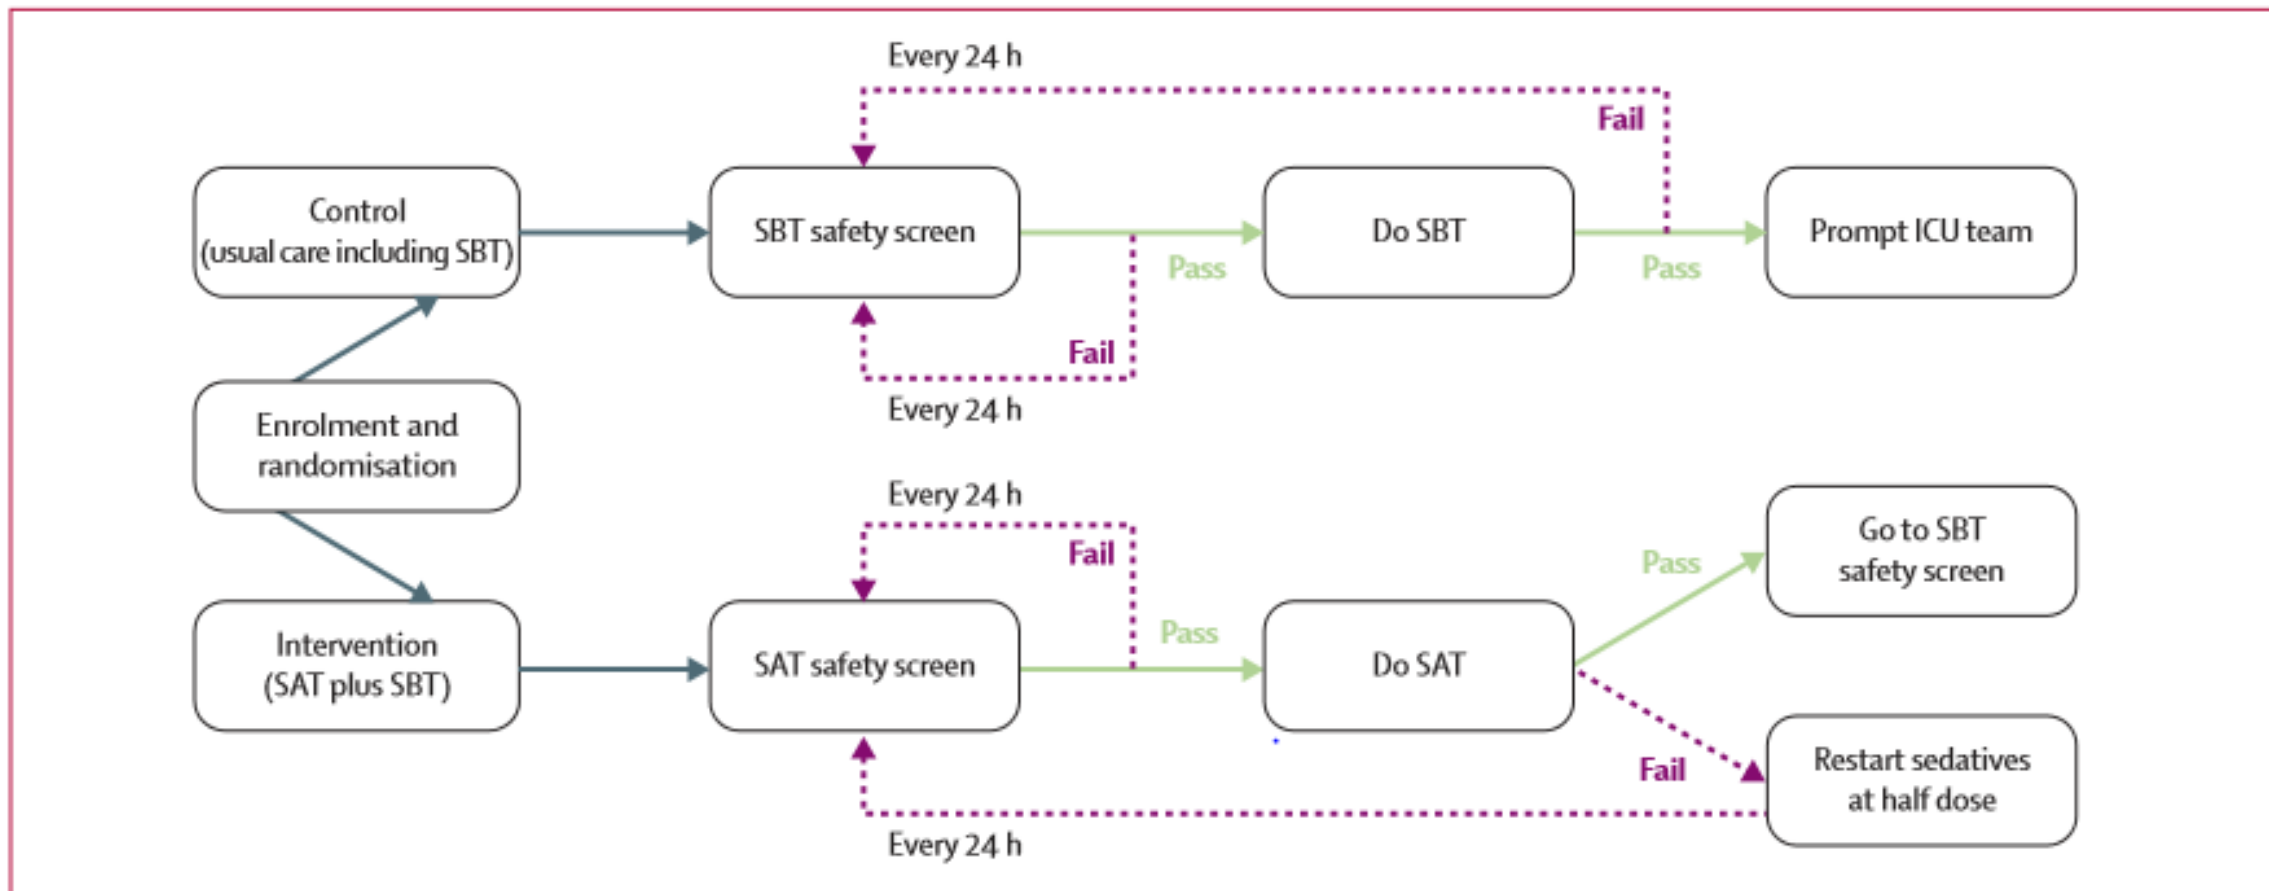 Every 24 h
Fail
Control
(usual care including SBT)
SBT safety screen
Do SBT
Prompt ICU team
Pass
Pass
Fail
Every 24 h
Enrolment and
randomisation
Every 24 h
Fail
Go to SBT
safety screen
Pass
Pass
Intervention
(SAT plus SBT)
SAT safety screen
Do SAT
Fail
Restart sedatives
at half dose
Every 24 h